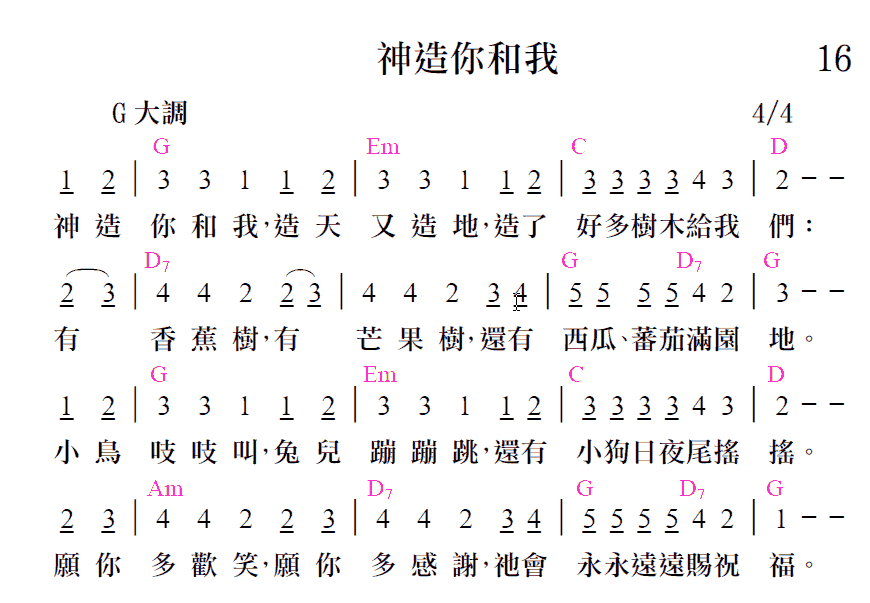 神造你和我 16
G 大調 4/4
G Em C D
1 2 | 3 3 1 1 2 | 3 3 1 1 2 | 3 3 3 3 4 3 | 2 - -
神造 你和我,造天 又造地,造了 好多樹木給我 們：
D7 G D7 G
2 3 | 4 4 2 2 3 | 4 4 2 3 4 | 5 5 5 5 4 2 | 3 - -
有 香蕉樹,有 芒果樹,還有 西瓜、蕃茄滿園 地。
G Em C D
1 2 | 3 3 1 1 2 | 3 3 1 1 2 | 3 3 3 3 4 3 | 2 - -
小鳥 吱吱叫,兔兒 蹦蹦跳,還有 小狗日夜尾搖 搖。
Am D7 G D7 G
2 3 | 4 4 2 2 3 | 4 4 2 3 4 | 5 5 5 5 4 2 | 1 - -
願你 多歡笑,願你 多感謝,祂會 永永遠遠賜祝 福。